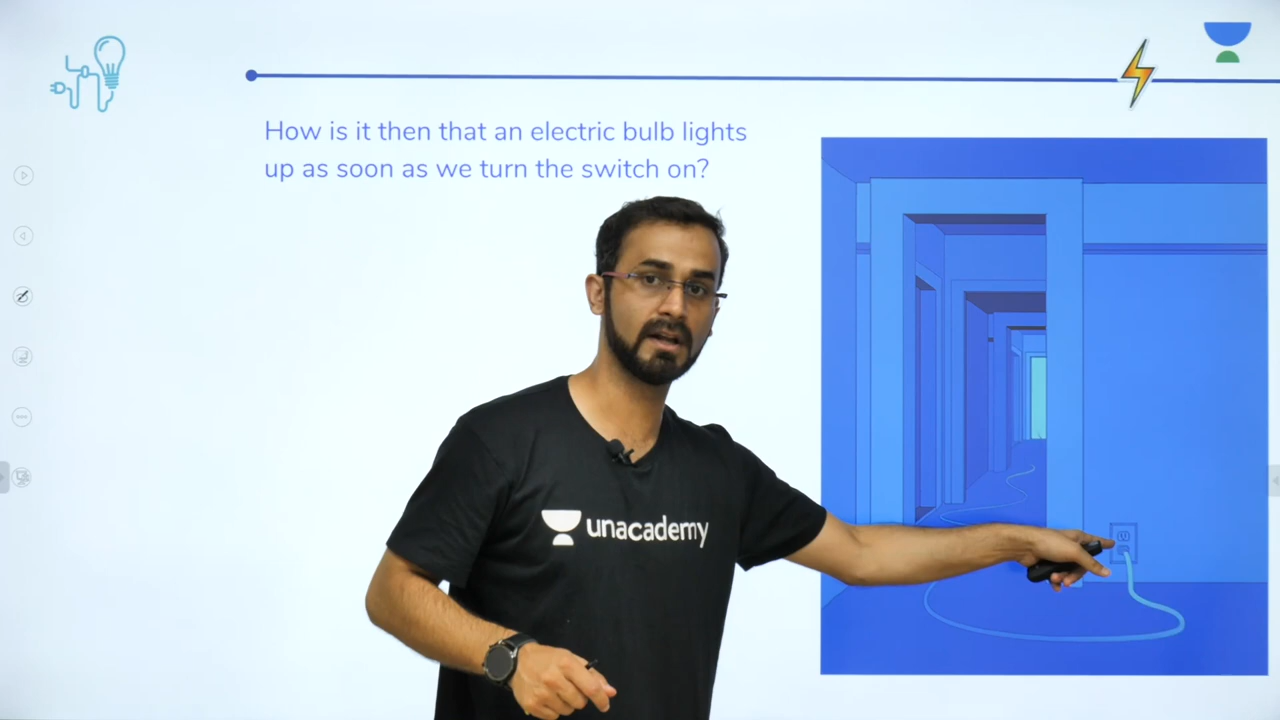 How is it then that an electric bulb lights
up as soon as we turn the switch on?
unacademy